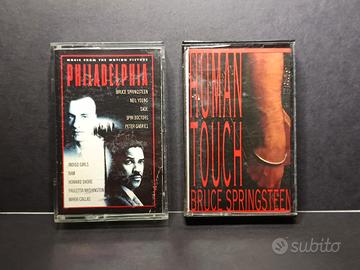 MUSIC FROM THE MOTION PICTURE
PHILADELPHIA
BRUCE SPRINGSTEEN
NEIL YOUNG
SADE
SPIN DOCTORS
PETER GABRIEL
INDIGO GIRLS
RAM
HOWARD SHORE
PAULETTA WASHINGTON
MARIA CALLAS
HUMAN
TOUCH
BRUCE SPRINGSTEEN
subito